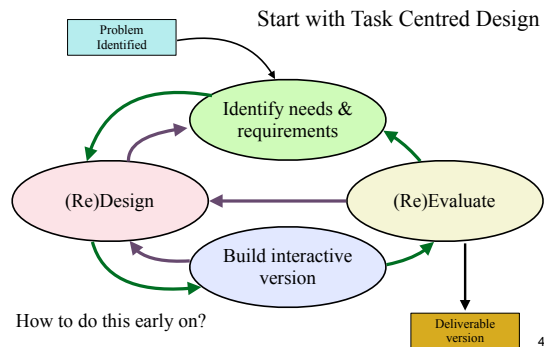 Start with Task Centred Design
Problem
Identified
Identify needs &
requirements
(Re)Design
(Re)Evaluate
Build interactive
version
How to do this early on?
Deliverable
version
4